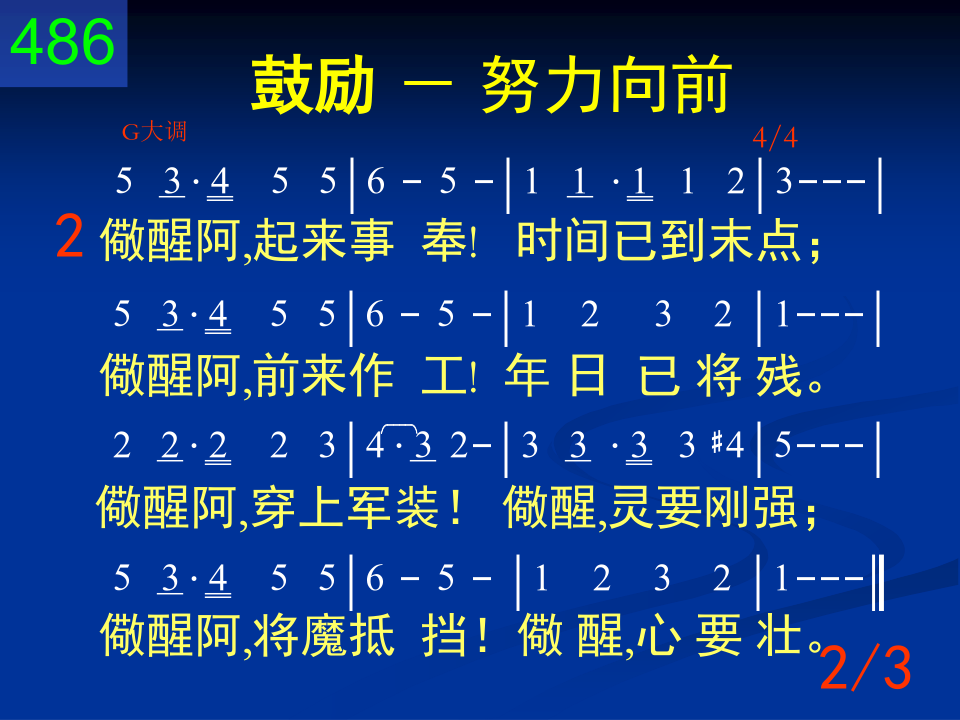 486
鼓励 － 努力向前
G大调 4/4
5 3·4 5 5|6 - 5 -|1 1 ·1 1 2|3---|
2 儆醒阿,起来事 奉! 时间已到末点；
5 3·4 5 5|6 - 5 -|1 2 3 2|1---|
儆醒阿,前来作 工! 年 日 已 将 残。
2 2·2 2 3|4·3 2-|3 3 ·3 3 #4|5---|
儆醒阿,穿上军装！ 儆醒,灵要刚强；
5 3·4 5 5|6 - 5 -|1 2 3 2|1---‖
儆醒阿,将魔抵 挡！儆 醒,心 要 壮。
2/3